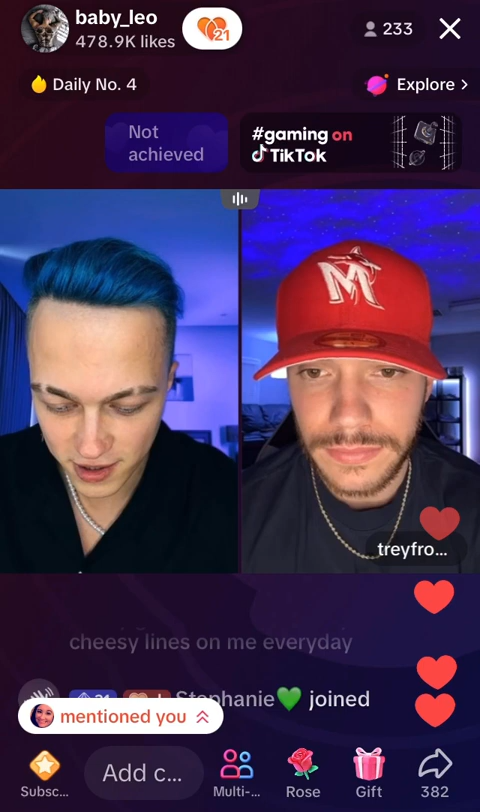 baby_leo
478.9K likes
21
233
Daily No. 4
Explore >
Not
achieved
#gaming on
TikTok
M
treyfro...
cheesy lines on me everyday
21
Stephanie💚 joined
mentioned you
Subsc...
Add c...
Multi-...
Rose
Gift
382